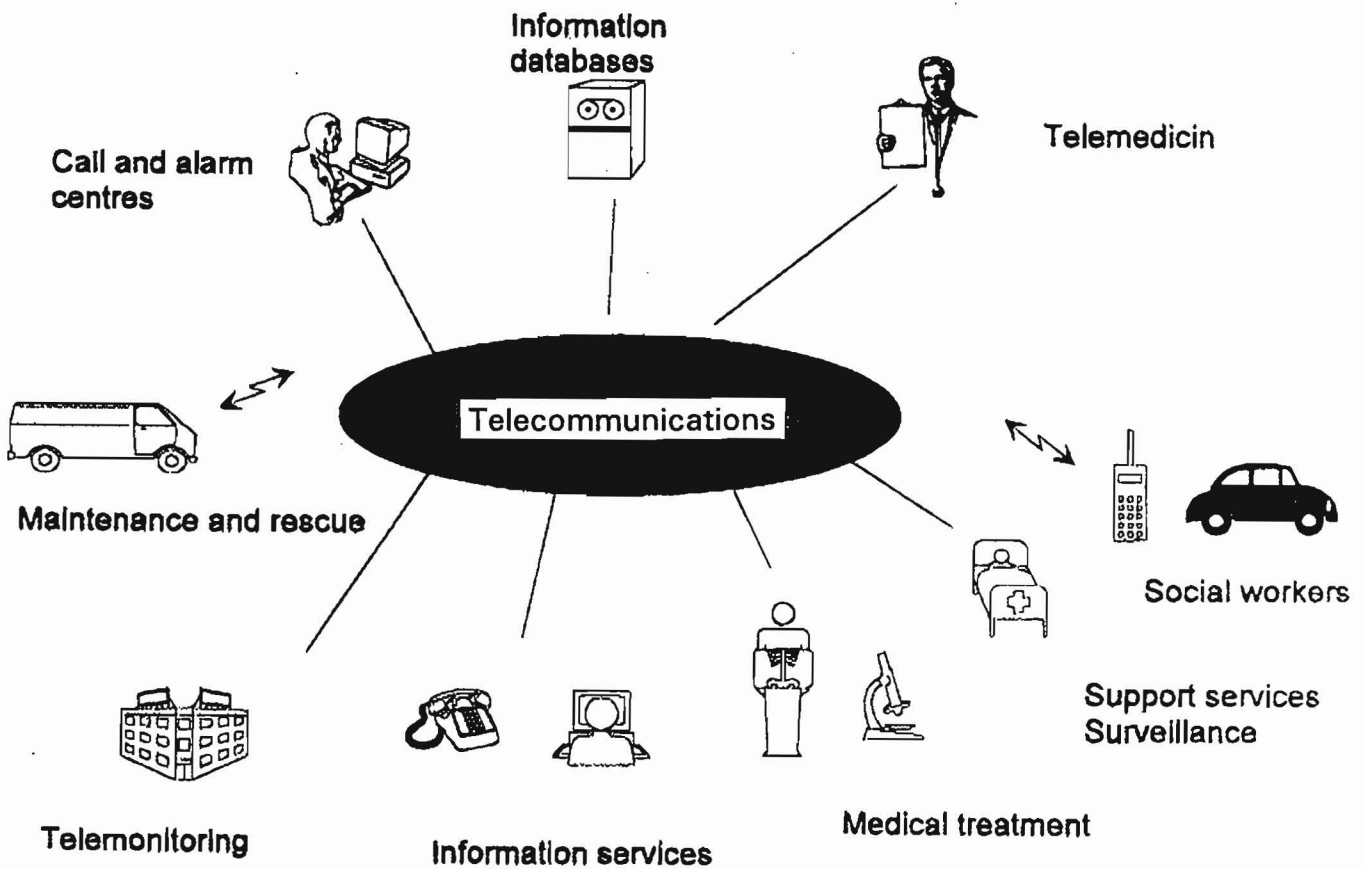 Information
databases
Telemedicin
Call and alarm
centres
Telecommunications
Maintenance and rescue
Social workers
Support services
Surveillance
Medical treatment
Telemonitoring
Information services